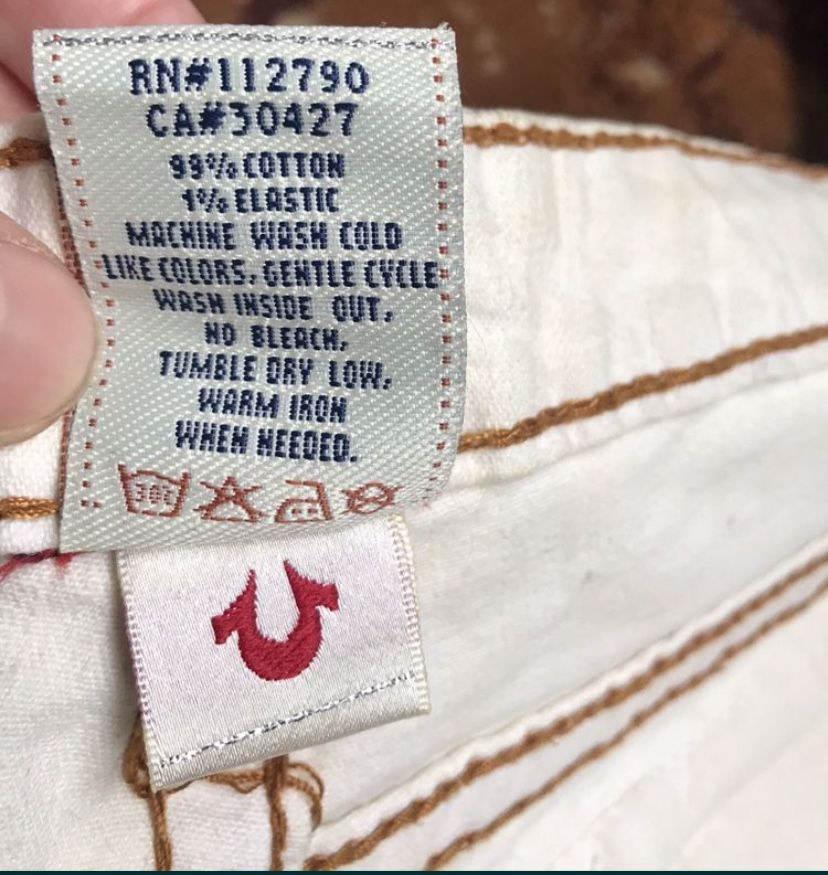 RN#112790
CA#30427
99% COTTON
1% ELASTIC
MACHINE WASH COLD
LIKE COLORS, GENTLE CYCLE
WASH INSIDE OUT,
NO BLEACH,
TUMBLE DRY LOW,
WARM IRON
WHEN NEEDED.
30C